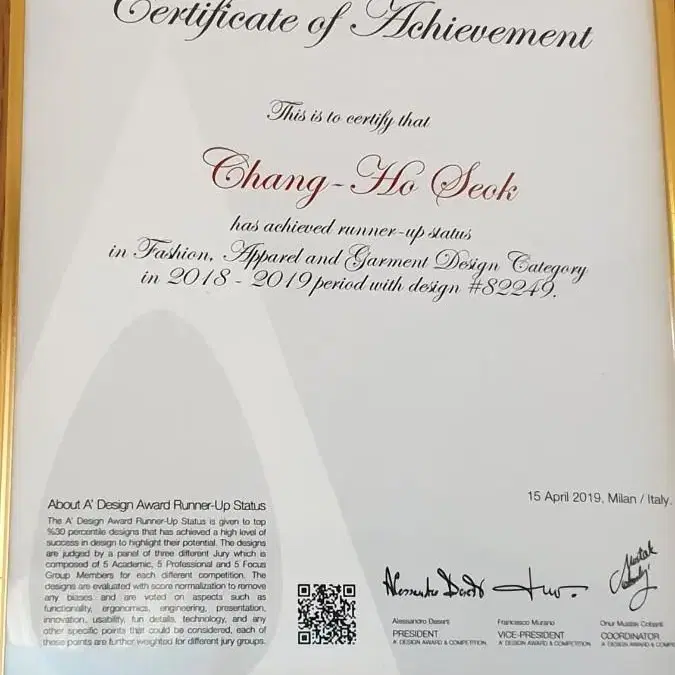 Certificate of Achievement
This is to certify that
Chang-Ho Seok
has achieved runner-up status
in Fashion, Apparel and Garment Design Category
in 2018 - 2019 period with design #82249.
15 April 2019, Milan / Italy.
About A' Design Award Runner-Up Status
The A' Design Award Runner-Up Status is given to top
%30 percentile designs that has achieved a high level of
success in design to highlight their potential. The designs
are judged by a panel of three different Jury which is
composed of 5 Academic, 5 Professional and 5 Focus
Group Members for each different competition. The
designs are evaluated with score normalization to remove
any biases and are voted on aspects such as
functionality, ergonomics, engineering, presentation,
innovation, usability, fun details, technology, and any
other specific points that could be considered, each of
these points are further weighted for different jury groups.
Alessandro Deserti
PRESIDENT
A' DESIGN AWARD & COMPETITION
Francesco Murano
VICE-PRESIDENT
A' DESIGN AWARD & COMPETITION
Onur Mustak Cobanli
COORDINATOR
A' DESIGN AWARD &